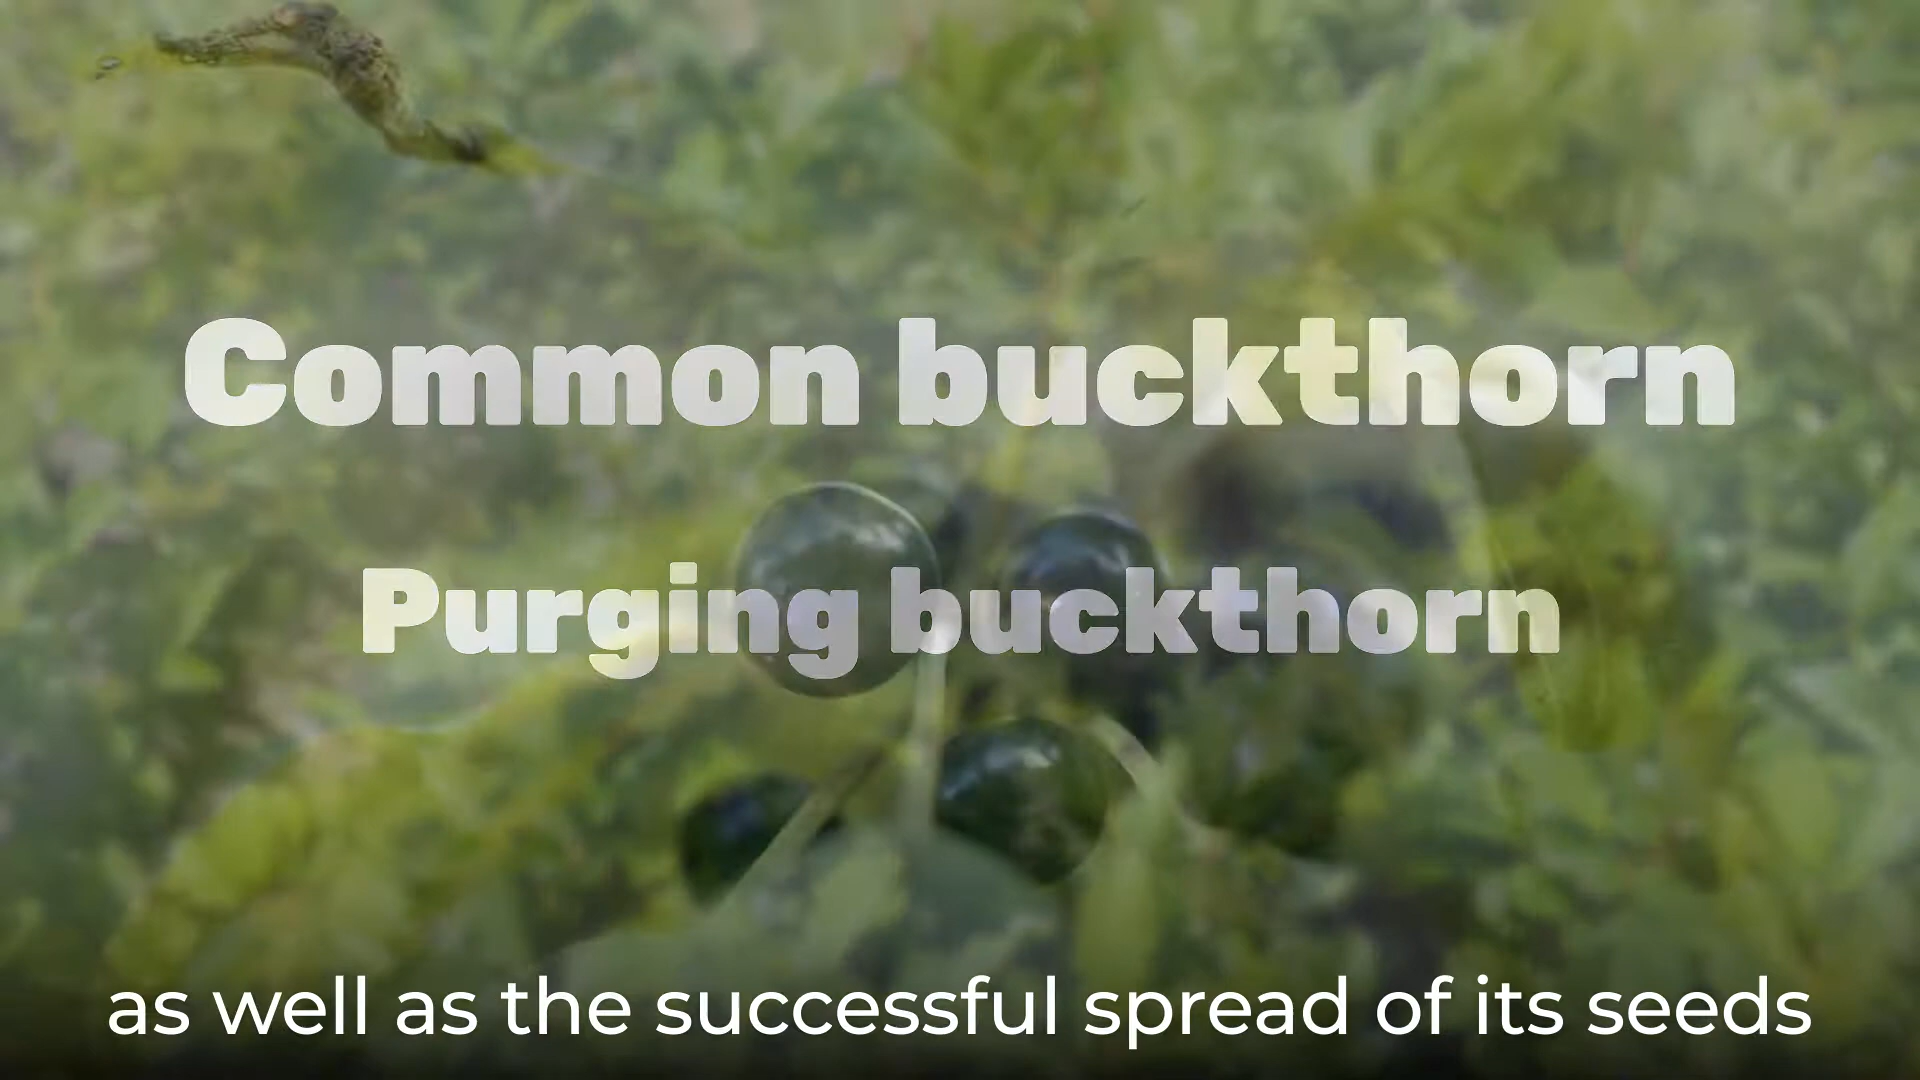 Common buckthorn
Purging buckthorn
as well as the successful spread of its seeds